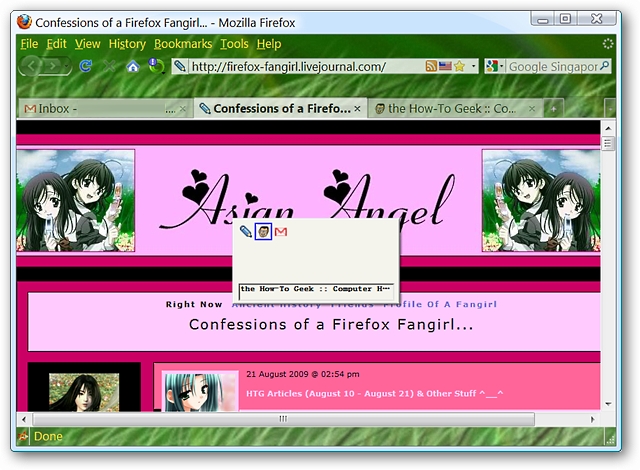 Confessions of a Firefox Fangirl... - Mozilla Firefox
File Edit View History Bookmarks Tools Help
http://firefox-fangirl.livejournal.com/
Google Singapor
Inbox - ....
Confessions of a Firefo...
the How-To Geek :: Co...
Asian Angel
the How-To Geek :: Computer H…
Right Now Ancient History Friends Profile Of A Fangirl
Confessions of a Firefox Fangirl...
21 August 2009 @ 02:54 pm
HTG Articles (August 10 - August 21) & Other Stuff ^__^
Done